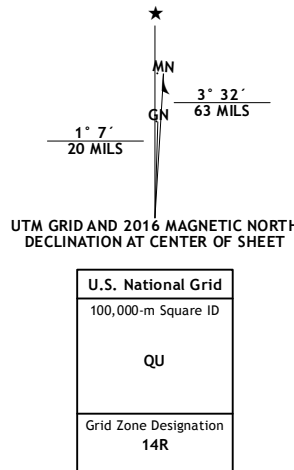 ★
MN
3° 32´
63 MILS
GN
1° 7´
20 MILS
UTM GRID AND 2016 MAGNETIC NORTH
DECLINATION AT CENTER OF SHEET
U.S. National Grid
100,000-m Square ID
QU
Grid Zone Designation
14R